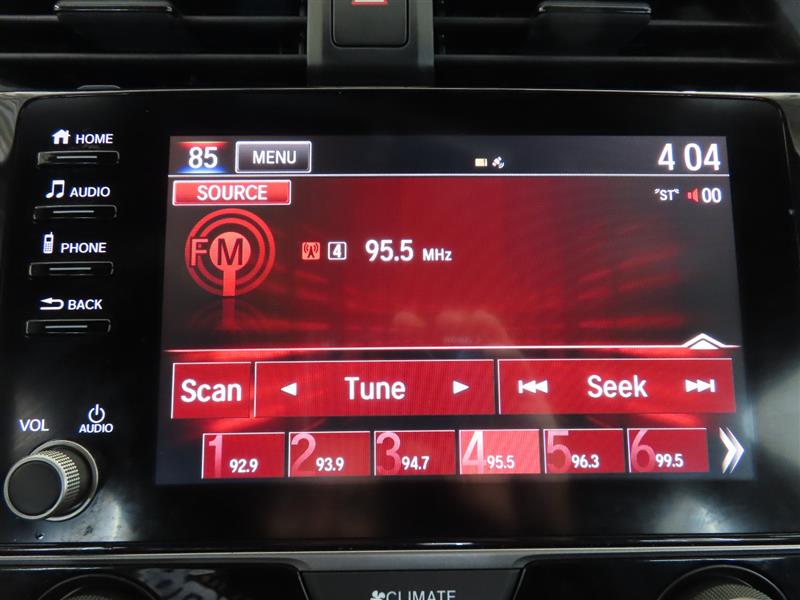 HOME
AUDIO
PHONE
BACK
VOL
AUDIO
85 MENU 4 04
SOURCE
"ST" 00
FM 4 95.5 MHz
Scan Tune Seek
1 92.9 2 93.9 3 94.7 4 95.5 5 96.3 6 99.5
CLIMATE